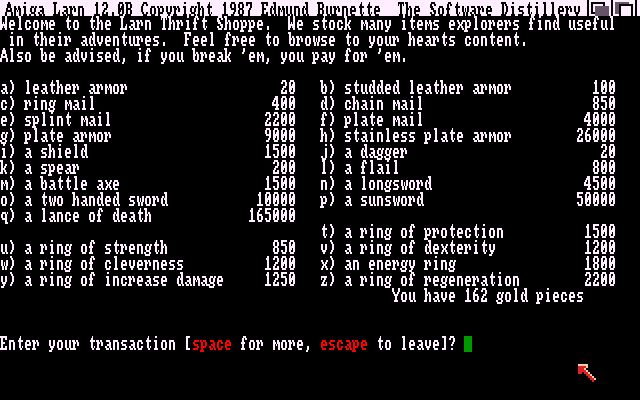 Amiga Larn 12.0B Copyright 1987 Edmund Burnette The Software Distillery
Welcome to the Larn Thrift Shoppe. We stock many items explorers find useful
in their adventures. Feel free to browse to your hearts content.
Also be advised, if you break 'em, you pay for 'em.
a) leather armor 20 b) studded leather armor 100
c) ring mail 400 d) chain mail 850
e) splint mail 2200 f) plate mail 4000
g) plate armor 9000 h) stainless plate armor 26000
i) a shield 1500 j) a dagger 20
k) a spear 200 l) a flail 800
m) a battle axe 1500 n) a longsword 4500
o) a two handed sword 10000 p) a sunsword 50000
q) a lance of death 165000
t) a ring of protection 1500
u) a ring of strength 850 v) a ring of dexterity 1200
w) a ring of cleverness 1200 x) an energy ring 1800
y) a ring of increase damage 1250 z) a ring of regeneration 2200
You have 162 gold pieces
Enter your transaction [space for more, escape to leave]?